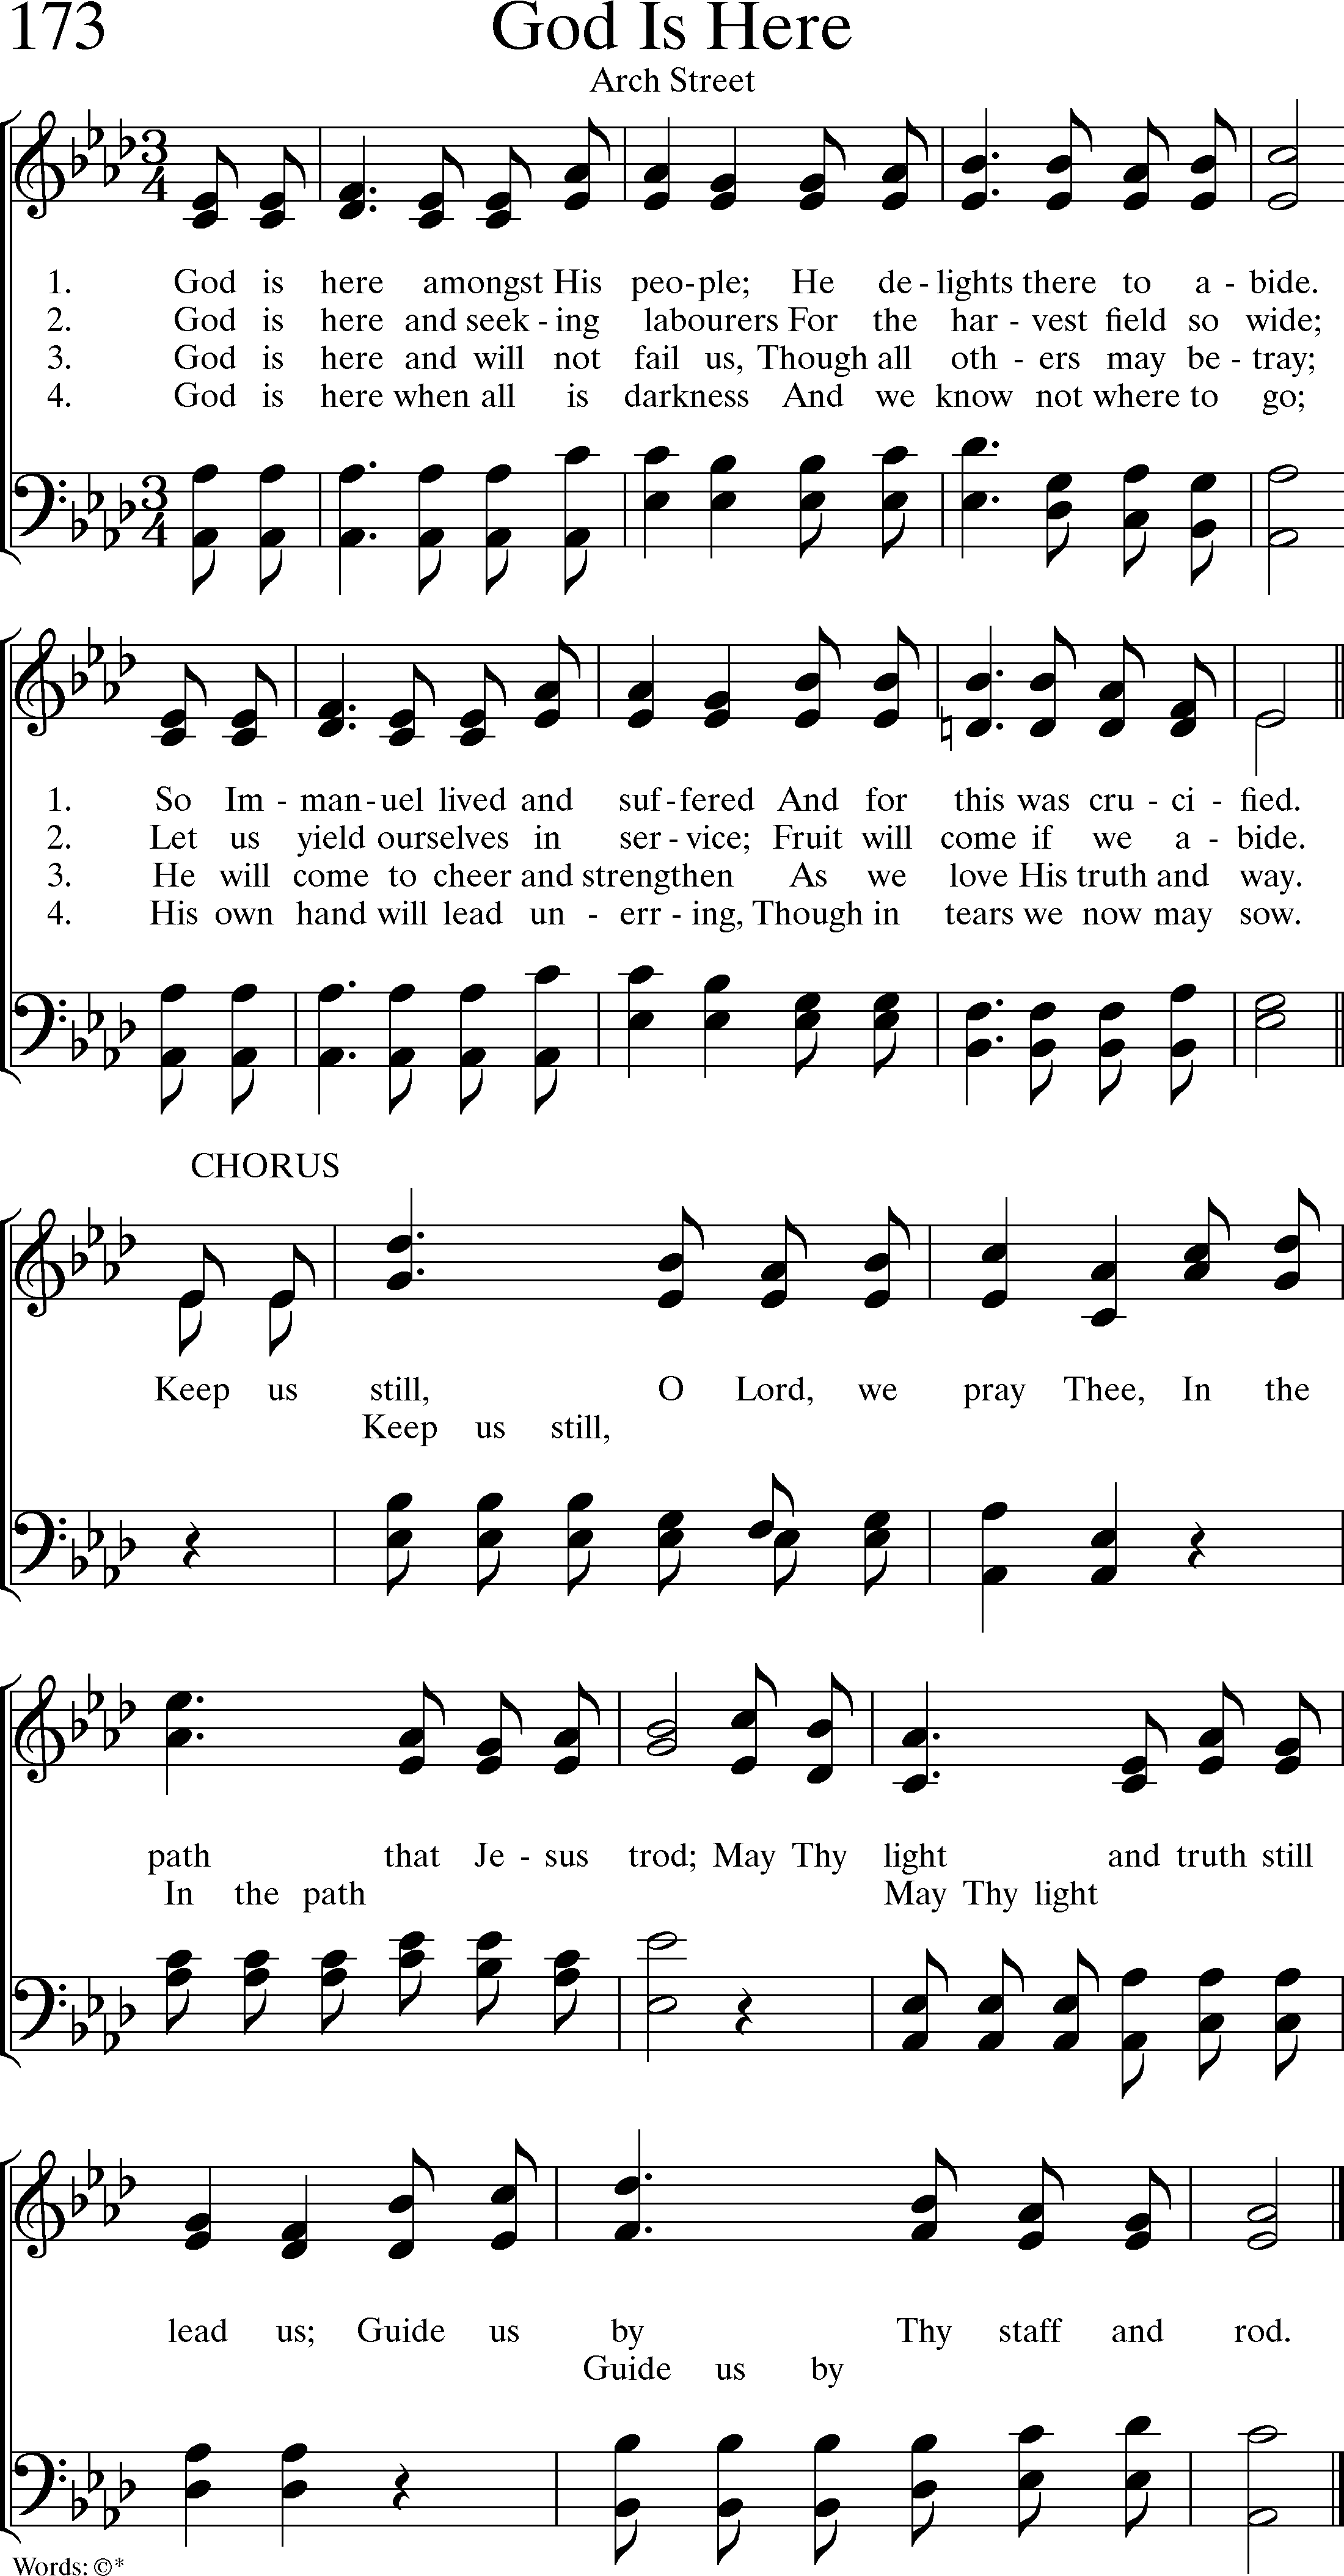 173
God Is Here
Arch Street
1. God is here amongst His peo-ple; He de-lights there to a-bide.
2. God is here and seek-ing labourers For the har-vest field so wide;
3. God is here and will not fail us, Though all oth-ers may be-tray;
4. God is here when all is darkness And we know not where to go;
1. So Im-man-uel lived and suf-fered And for this was cru-ci-fied.
2. Let us yield ourselves in ser-vice; Fruit will come if we a-bide.
3. He will come to cheer and strengthen As we love His truth and way.
4. His own hand will lead un-err-ing, Though in tears we now may sow.
CHORUS
Keep us still, O Lord, we pray Thee, In the
Keep us still,
path that Je-sus trod; May Thy light and truth still
In the path May Thy light
lead us; Guide us by Thy staff and rod.
Guide us by
Words: ©*